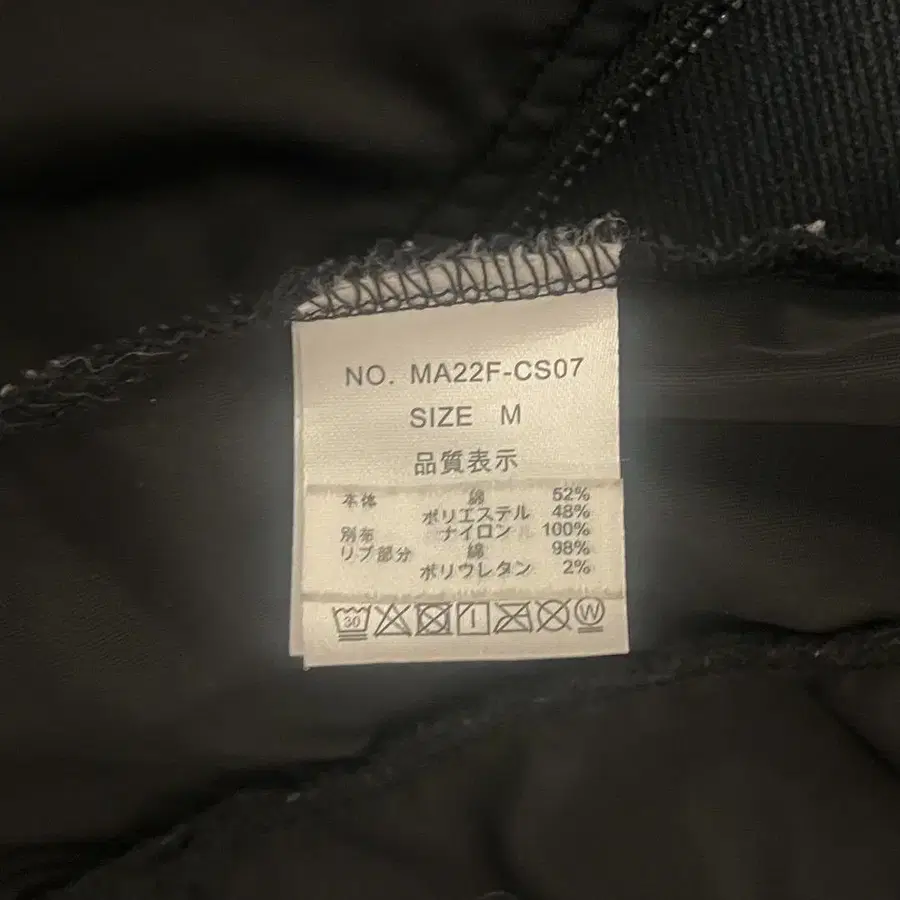 NO. MA22F-CS07
SIZE M
品質表示
本体 綿 52%
ポリエステル 48%
別布 ナイロン 100%
リブ部分 綿 98%
ポリウレタン 2%
30 W